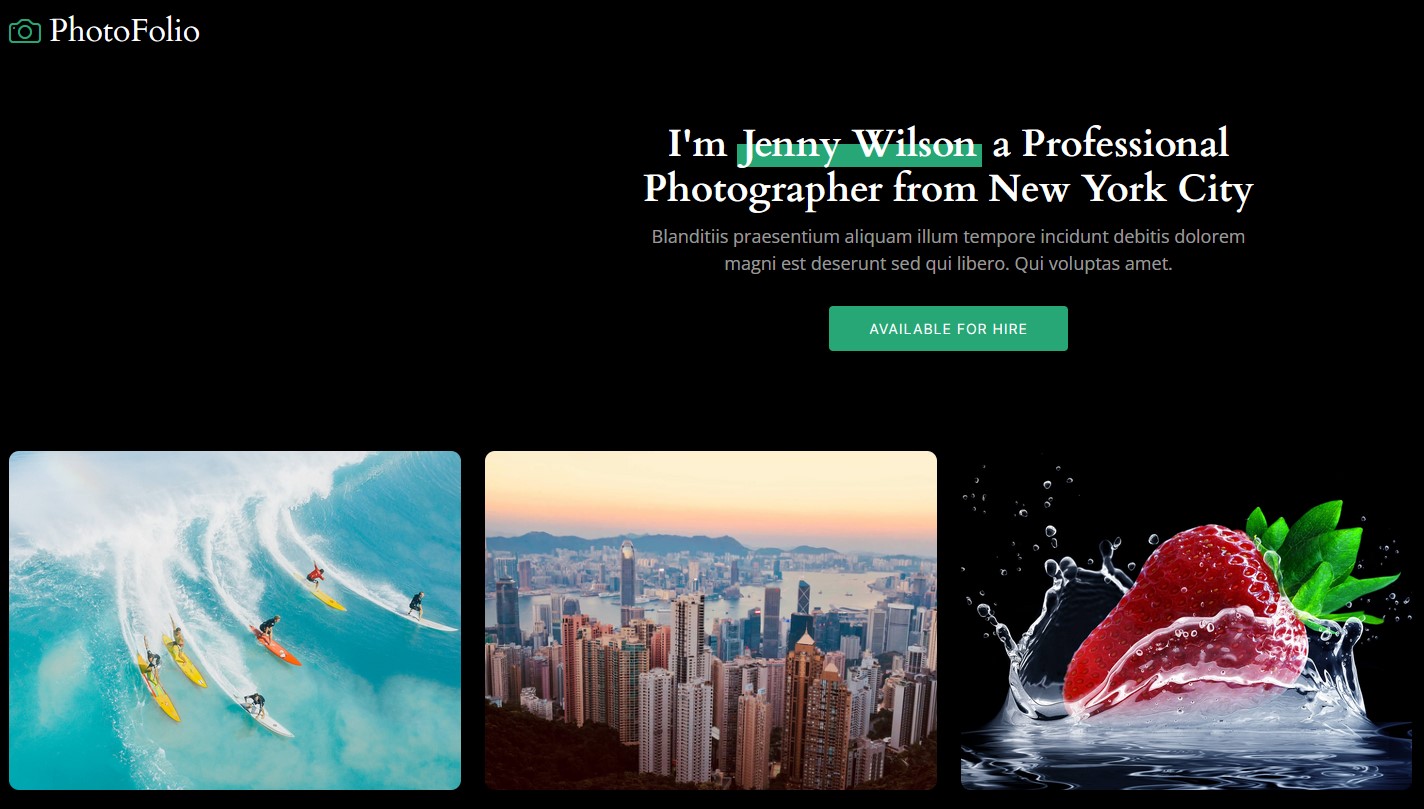 PhotoFolio
I'm Jenny Wilson a Professional
Photographer from New York City
Blanditiis praesentium aliquam illum tempore incidunt debitis dolorem
magni est deserunt sed qui libero. Qui voluptas amet.
AVAILABLE FOR HIRE